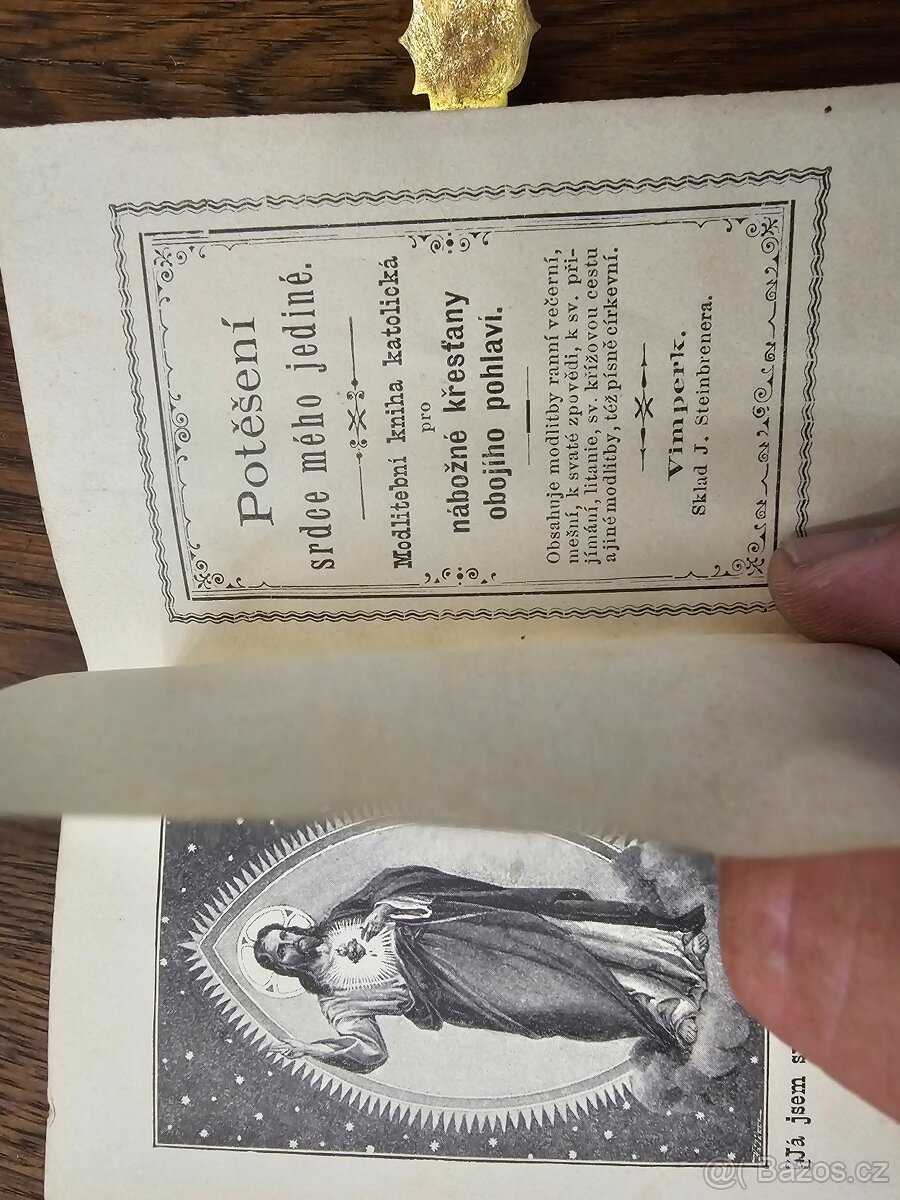 Potěšení
srdce mého jediné.
Modlitební kniha katolická
pro
nábožné křesťany
obojího pohlaví.
Obsahuje modlitby ranní večerní,
mešní, k svaté zpovědi, k sv. při-
jímání, litanie, sv. křížovou cestu
a jiné modlitby, též písně církevní.
Vimperk.
Sklad J. Steinbrenera.
Já jsem
Bazos.cz